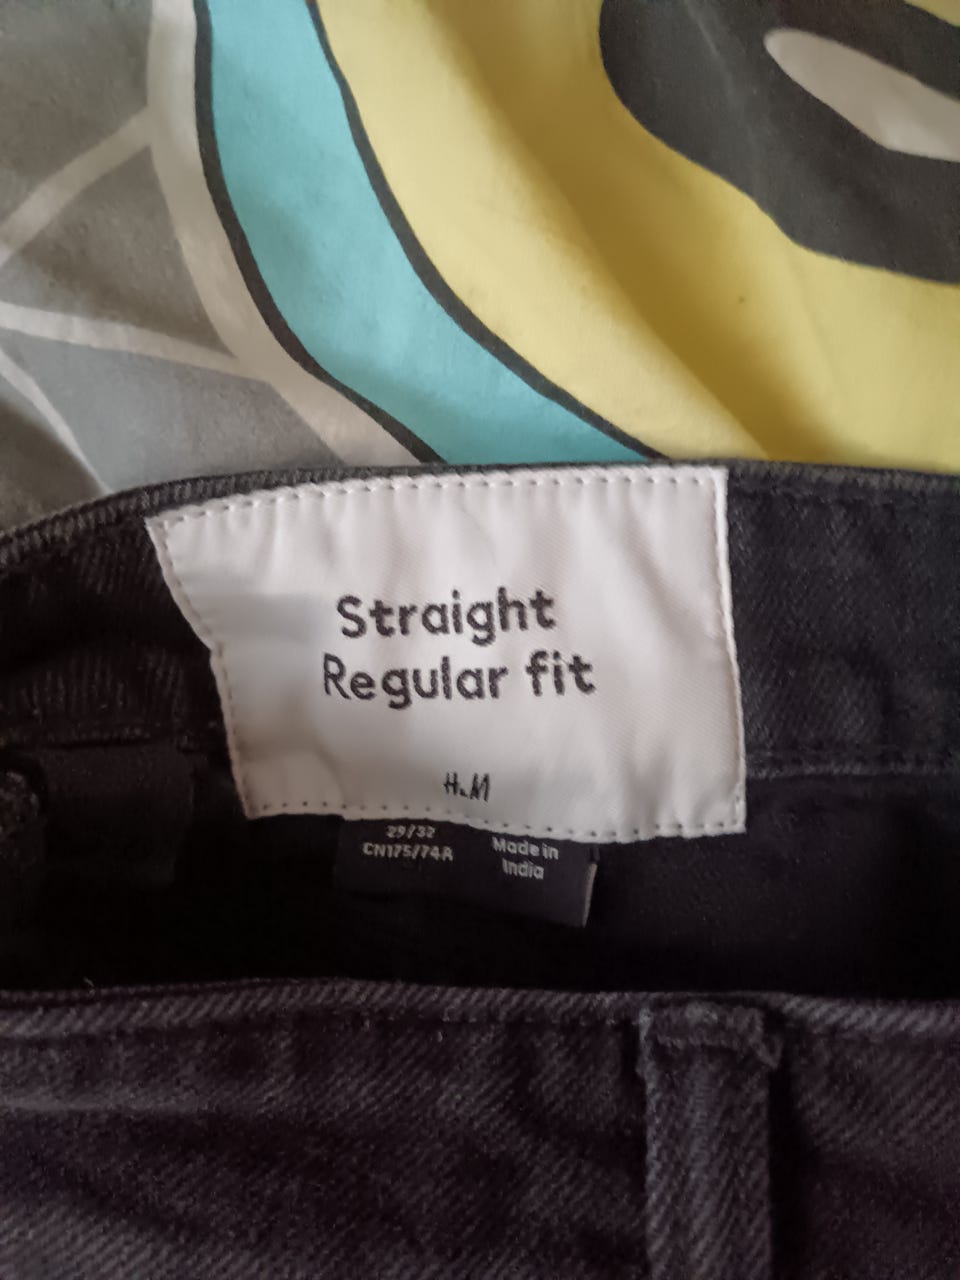 Straight
Regular fit
H&M
29/32
CN175/74A
Made in
India